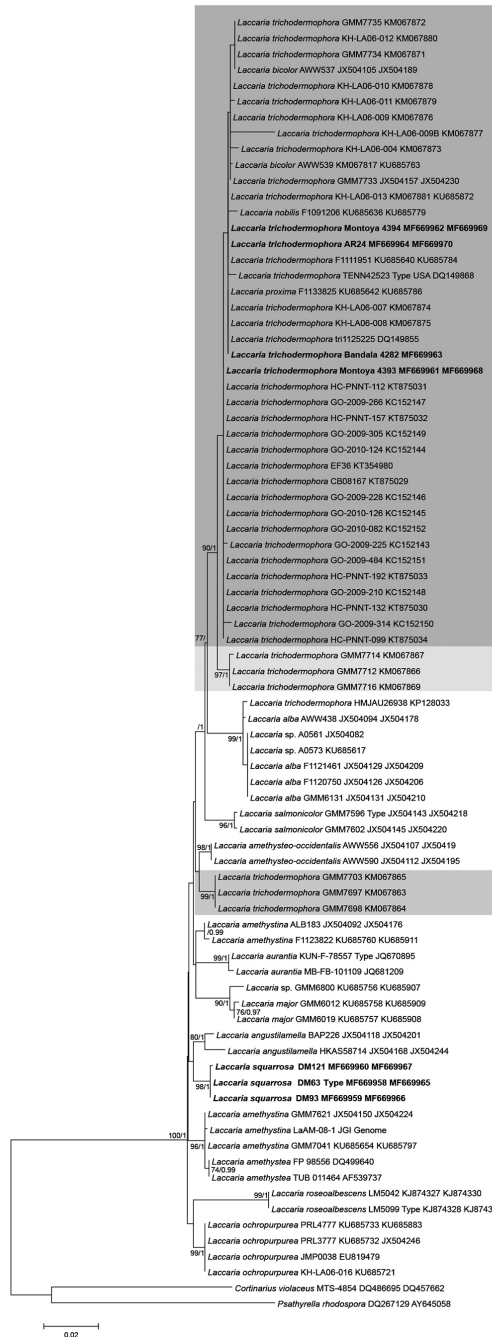 Laccaria trichodermophora GMM7735 KM067872
Laccaria trichodermophora KH-LA06-012 KM067880
Laccaria trichodermophora GMM7734 KM067871
Laccaria bicolor AWW537 JX504105 JX504189
Laccaria trichodermophora KH-LA06-010 KM067878
Laccaria trichodermophora KH-LA06-011 KM067879
Laccaria trichodermophora KH-LA06-009 KM067876
Laccaria trichodermophora KH-LA06-009B KM067877
Laccaria trichodermophora KH-LA06-004 KM067873
Laccaria bicolor AWW539 KM067817 KU685763
Laccaria trichodermophora GMM7733 JX504157 JX504230
Laccaria trichodermophora KH-LA06-013 KM067881 KU685872
Laccaria nobilis F1091206 KU685636 KU685779
Laccaria trichodermophora Montoya 4394 MF669962 MF669969
Laccaria trichodermophora AR24 MF669964 MF669970
Laccaria trichodermophora F1111951 KU685640 KU685784
Laccaria trichodermophora TENN42523 Type USA DQ149868
Laccaria proxima F1133825 KU685642 KU685786
Laccaria trichodermophora KH-LA06-007 KM067874
Laccaria trichodermophora KH-LA06-008 KM067875
Laccaria trichodermophora tri1125225 DQ149855
Laccaria trichodermophora Bandala 4282 MF669963
Laccaria trichodermophora Montoya 4393 MF669961 MF669968
Laccaria trichodermophora HC-PNNT-112 KT875031
Laccaria trichodermophora GO-2009-266 KC152147
Laccaria trichodermophora HC-PNNT-157 KT875032
Laccaria trichodermophora GO-2009-305 KC152149
Laccaria trichodermophora GO-2010-124 KC152144
Laccaria trichodermophora EF36 KT354980
Laccaria trichodermophora CB08167 KT875029
Laccaria trichodermophora GO-2009-228 KC152146
Laccaria trichodermophora GO-2010-126 KC152145
Laccaria trichodermophora GO-2010-082 KC152152
Laccaria trichodermophora GO-2009-225 KC152143
90/1
Laccaria trichodermophora GO-2009-484 KC152151
Laccaria trichodermophora HC-PNNT-192 KT875033
Laccaria trichodermophora GO-2009-210 KC152148
Laccaria trichodermophora HC-PNNT-132 KT875030
Laccaria trichodermophora GO-2009-314 KC152150
77/
Laccaria trichodermophora HC-PNNT-099 KT875034
Laccaria trichodermophora GMM7714 KM067867
Laccaria trichodermophora GMM7712 KM067866
97/1
Laccaria trichodermophora GMM7716 KM067869
Laccaria trichodermophora HMJAU26938 KP128033
Laccaria alba AWW438 JX504094 JX504178
/1
Laccaria sp. A0561 JX504082
99/1
Laccaria sp. A0573 KU685617
Laccaria alba F1121461 JX504129 JX504209
Laccaria alba F1120750 JX504126 JX504206
Laccaria alba GMM6131 JX504131 JX504210
Laccaria salmonicolor GMM7596 Type JX504143 JX504218
96/1
Laccaria salmonicolor GMM7602 JX504145 JX504220
98/1
Laccaria amethysteo-occidentalis AWW556 JX504107 JX50419
Laccaria amethysteo-occidentalis AWW590 JX504112 JX504195
Laccaria trichodermophora GMM7703 KM067865
Laccaria trichodermophora GMM7697 KM067863
99/1
Laccaria trichodermophora GMM7698 KM067864
Laccaria amethystina ALB183 JX504092 JX504176
/0.99
Laccaria amethystina F1123822 KU685760 KU685911
99/1
Laccaria aurantia KUN-F-78557 Type JQ670895
Laccaria aurantia MB-FB-101109 JQ681209
Laccaria sp. GMM6800 KU685756 KU685907
90/1
Laccaria major GMM6012 KU685758 KU685909
76/0.97
Laccaria major GMM6019 KU685757 KU685908
80/1
Laccaria angustilamella BAP226 JX504118 JX504201
Laccaria angustilamella HKAS58714 JX504168 JX504244
Laccaria squarrosa DM121 MF669960 MF669967
98/1
Laccaria squarrosa DM63 Type MF669958 MF669965
Laccaria squarrosa DM93 MF669959 MF669966
Laccaria amethystina GMM7621 JX504150 JX504224
100/1
Laccaria amethystina LaAM-08-1 JGI Genome
96/1
Laccaria amethystina GMM7041 KU685654 KU685797
Laccaria amethystea FP 98556 DQ499640
74/0.99
Laccaria amethystea TUB 011464 AF539737
99/1
Laccaria roseoalbescens LM5042 KJ874327 KJ874330
Laccaria roseoalbescens LM5099 Type KJ874328 KJ8743
Laccaria ochropurpurea PRL4777 KU685733 KU685883
Laccaria ochropurpurea PRL3777 KU685732 JX504246
Laccaria ochropurpurea JMP0038 EU819479
99/1
Laccaria ochropurpurea KH-LA06-016 KU685721
Cortinarius violaceus MTS-4854 DQ486695 DQ457662
Psathyrella rhodospora DQ267129 AY645058
0.02